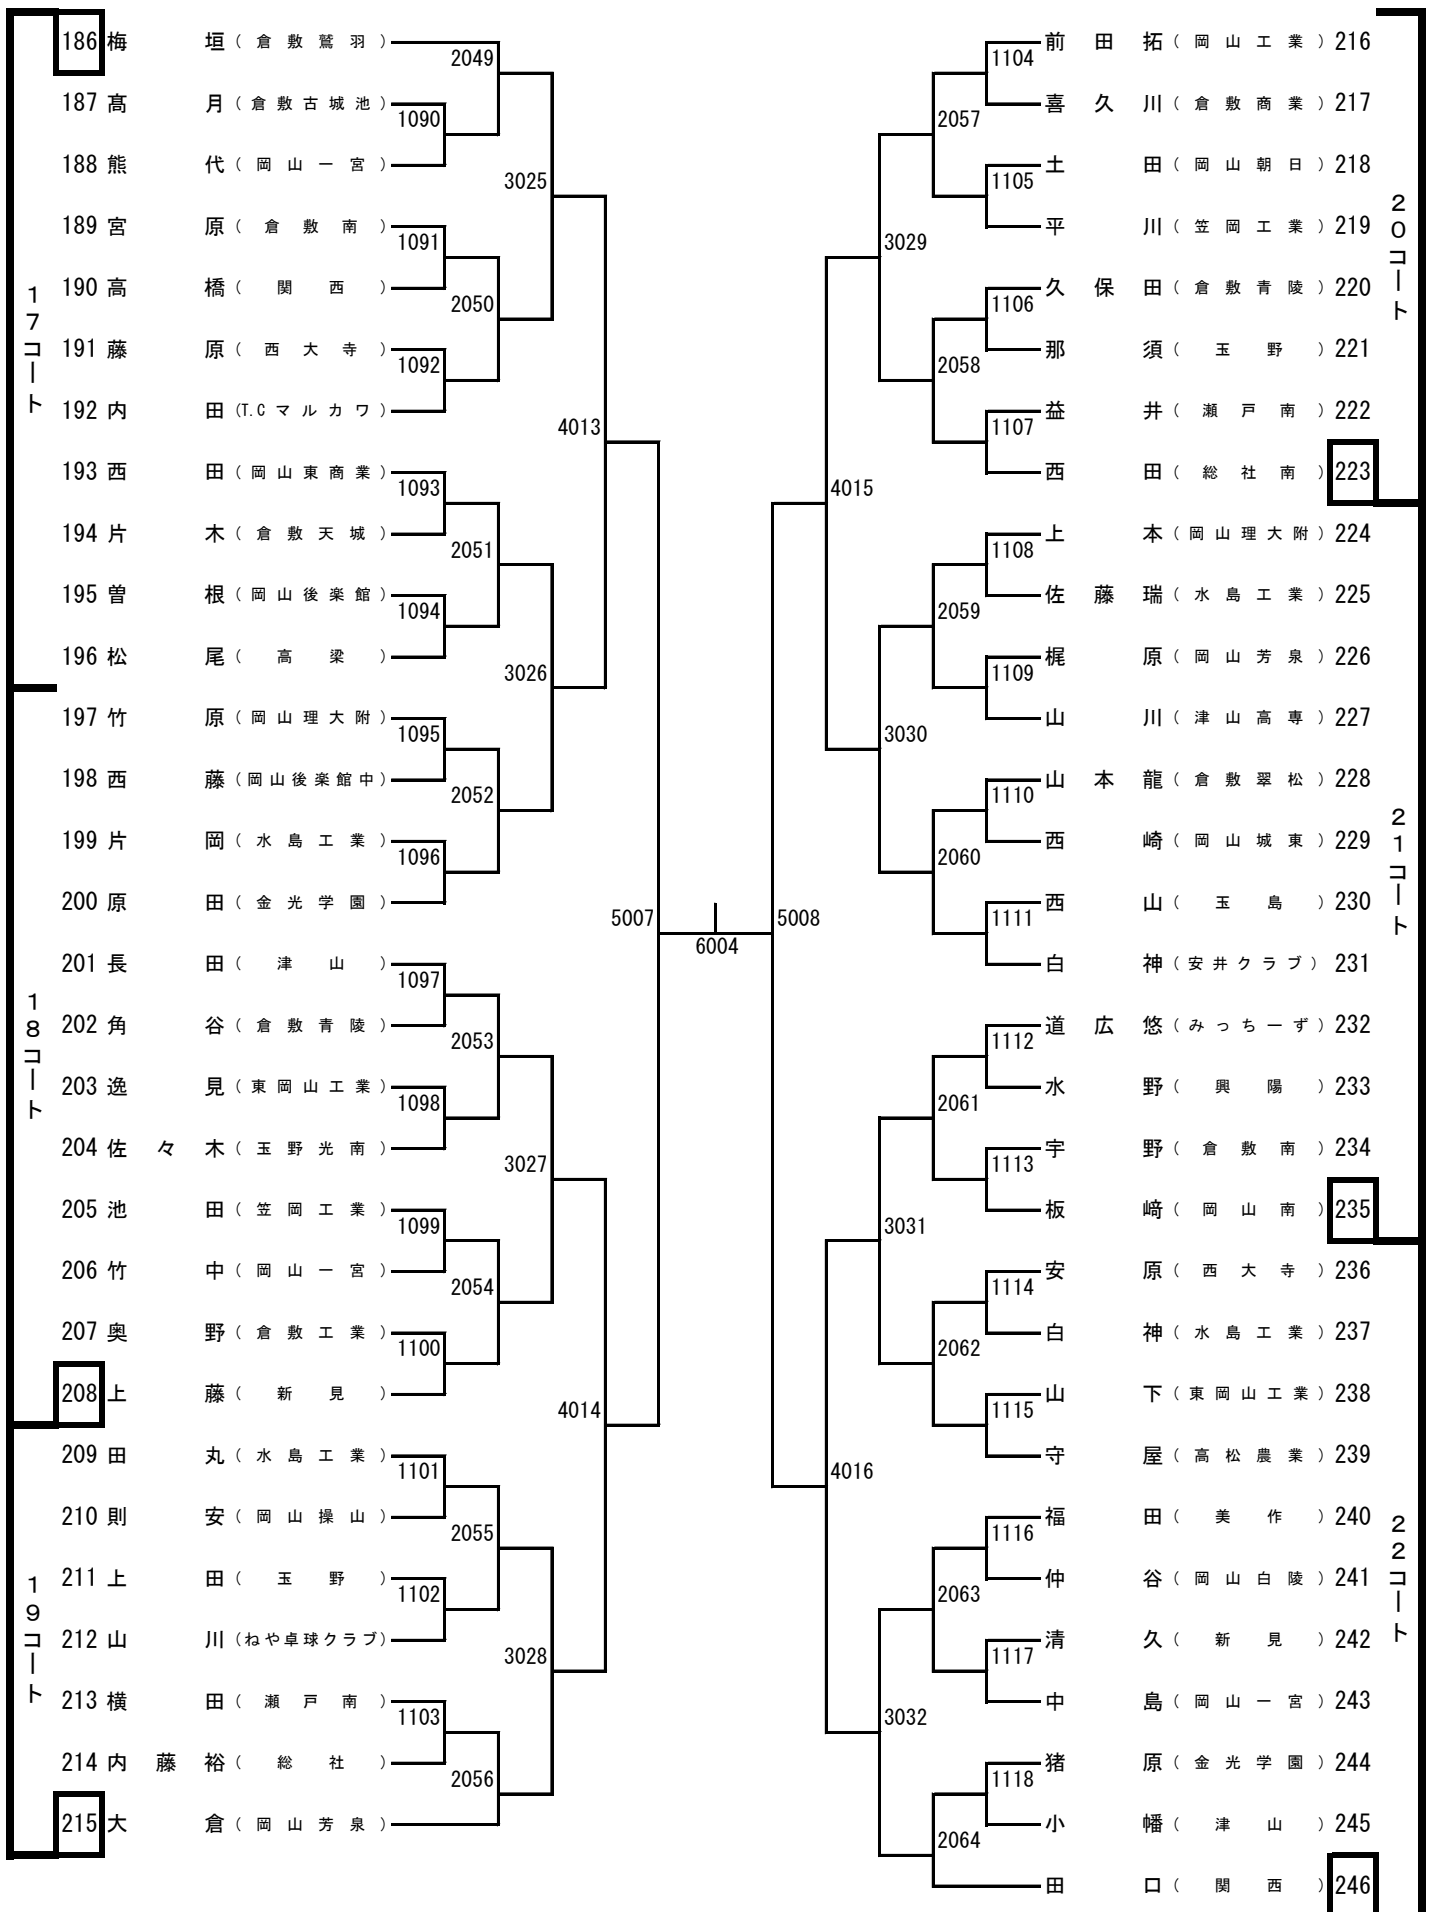 186 梅垣 (倉敷鷲羽)
187 髙月 (倉敷古城池)
188 熊代 (岡山一宮)
189 宮原 (倉敷南)
190 高橋 (関西)
191 藤原 (西大寺)
192 内田 (T.Cマルカワ)
193 西田 (岡山東商業)
194 片木 (倉敷天城)
195 曽根 (岡山後楽館)
196 松尾 (高梁)
197 竹原 (岡山理大附)
198 西藤 (岡山後楽館中)
199 片岡 (水島工業)
200 原田 (金光学園)
201 長田 (津山)
202 角谷 (倉敷青陵)
203 逸見 (東岡山工業)
204 佐々木 (玉野光南)
205 池田 (笠岡工業)
206 竹中 (岡山一宮)
207 奥野 (倉敷工業)
208 上藤 (新見)
209 田丸 (水島工業)
210 則安 (岡山操山)
211 上田 (玉野)
212 山川 (ねや卓球クラブ)
213 横田 (瀬戸南)
214 内藤裕 (総社)
215 大倉 (岡山芳泉)
17コート
18コート
19コート
1090
1091
1092
1093
1094
1095
1096
1097
1098
1099
1100
1101
1102
1103
2049
2050
2051
2052
2053
2054
2055
2056
3025
3026
3027
3028
4013
4014
5007
6004
5008
4015
4016
3029
3030
3031
3032
2057
2058
2059
2060
2061
2062
2063
2064
1104
1105
1106
1107
1108
1109
1110
1111
1112
1113
1114
1115
1116
1117
1118
前田拓 (岡山工業) 216
喜久川 (倉敷商業) 217
土田 (岡山朝日) 218
平川 (笠岡工業) 219
久保田 (倉敷青陵) 220
那須 (玉野) 221
益井 (瀬戸南) 222
西田 (総社南) 223
上本 (岡山理大附) 224
佐藤瑞 (水島工業) 225
梶原 (岡山芳泉) 226
山川 (津山高専) 227
山本龍 (倉敷翠松) 228
西崎 (岡山城東) 229
西山 (玉島) 230
白神 (安井クラブ) 231
道広悠 (みっちーず) 232
水野 (興陽) 233
宇野 (倉敷南) 234
板﨑 (岡山南) 235
安原 (西大寺) 236
白神 (水島工業) 237
山下 (東岡山工業) 238
守屋 (高松農業) 239
福田 (美作) 240
仲谷 (岡山白陵) 241
清久 (新見) 242
中島 (岡山一宮) 243
猪原 (金光学園) 244
小幡 (津山) 245
田口 (関西) 246
20コート
21コート
22コート